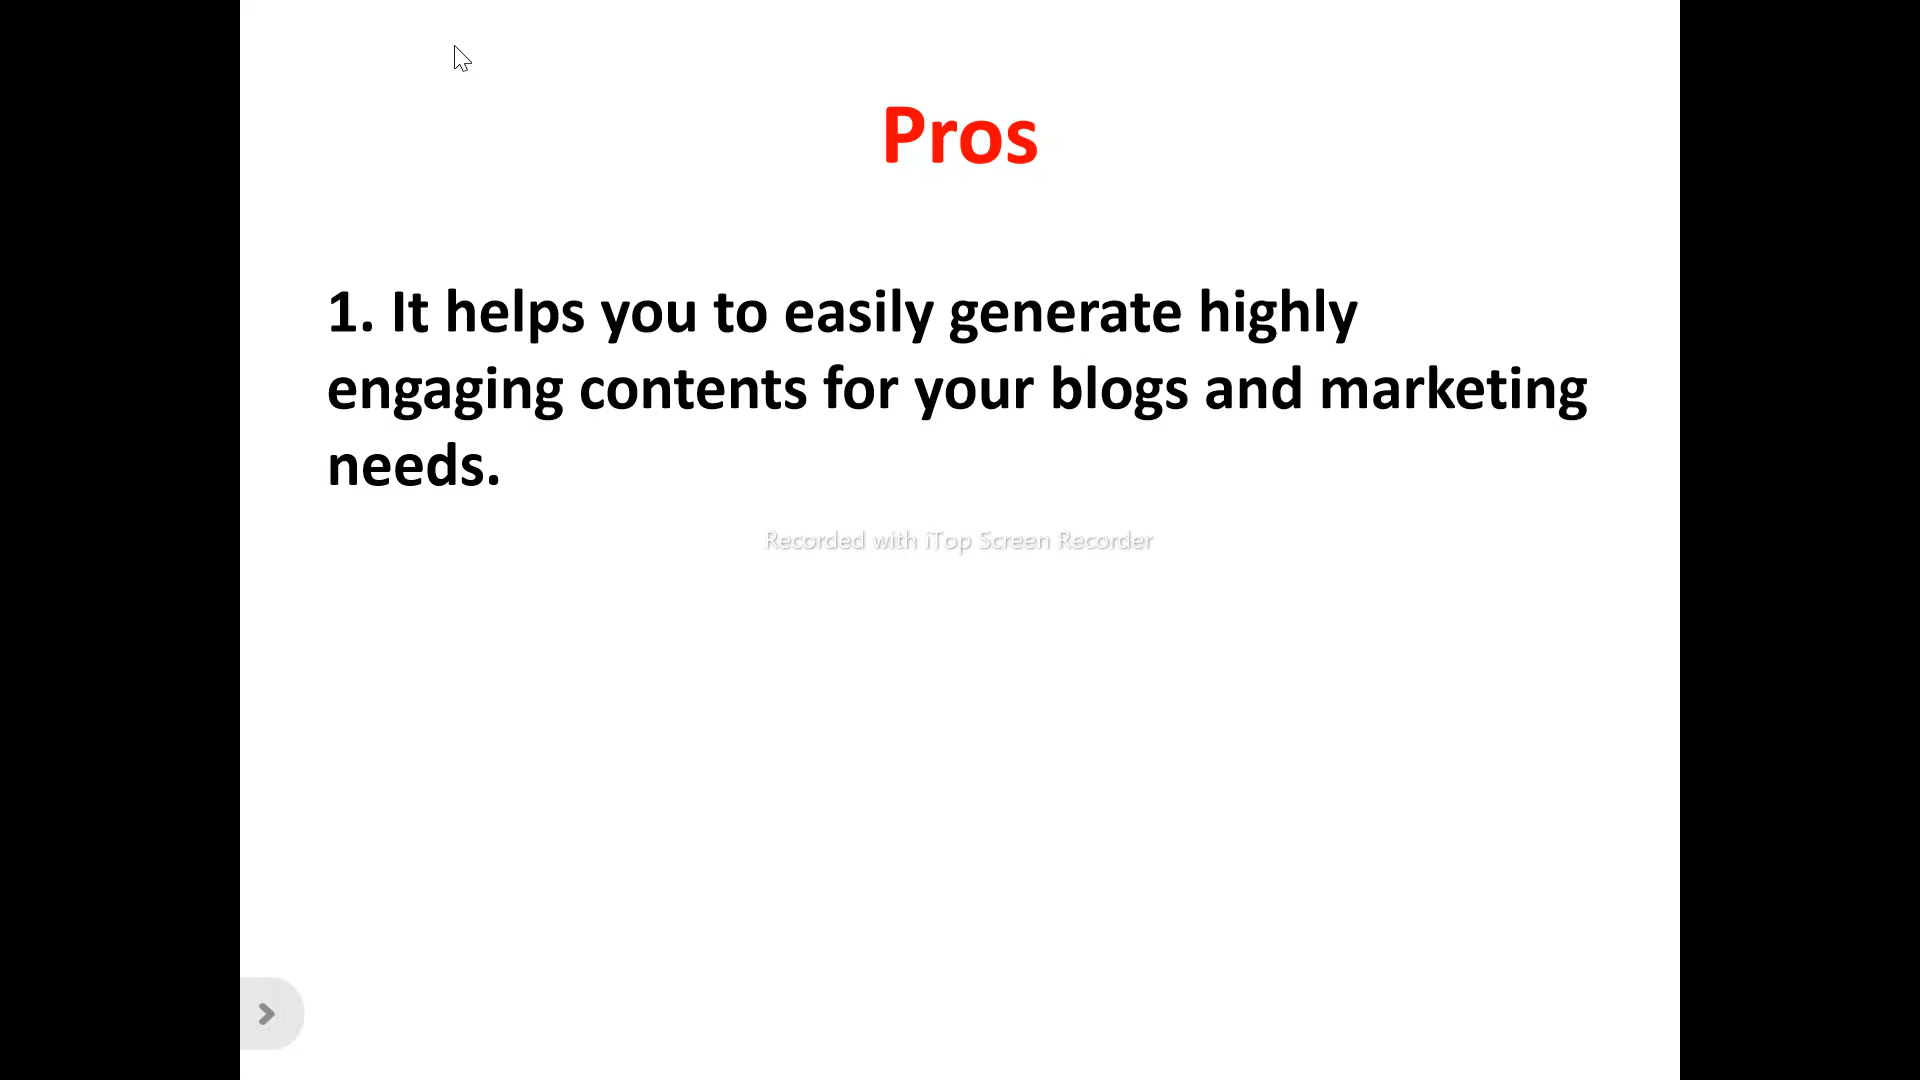 Pros
1. It helps you to easily generate highly
engaging contents for your blogs and marketing
needs.
Recorded with iTop Screen Recorder